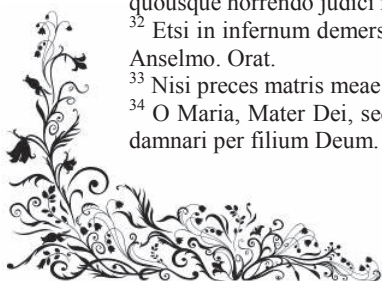 quousque horrendo judici
³² Etsi in infernum demers
Anselmo. Orat.
³³ Nisi preces matris meae
³⁴ O Maria, Mater Dei, sec
damnari per filium Deum.